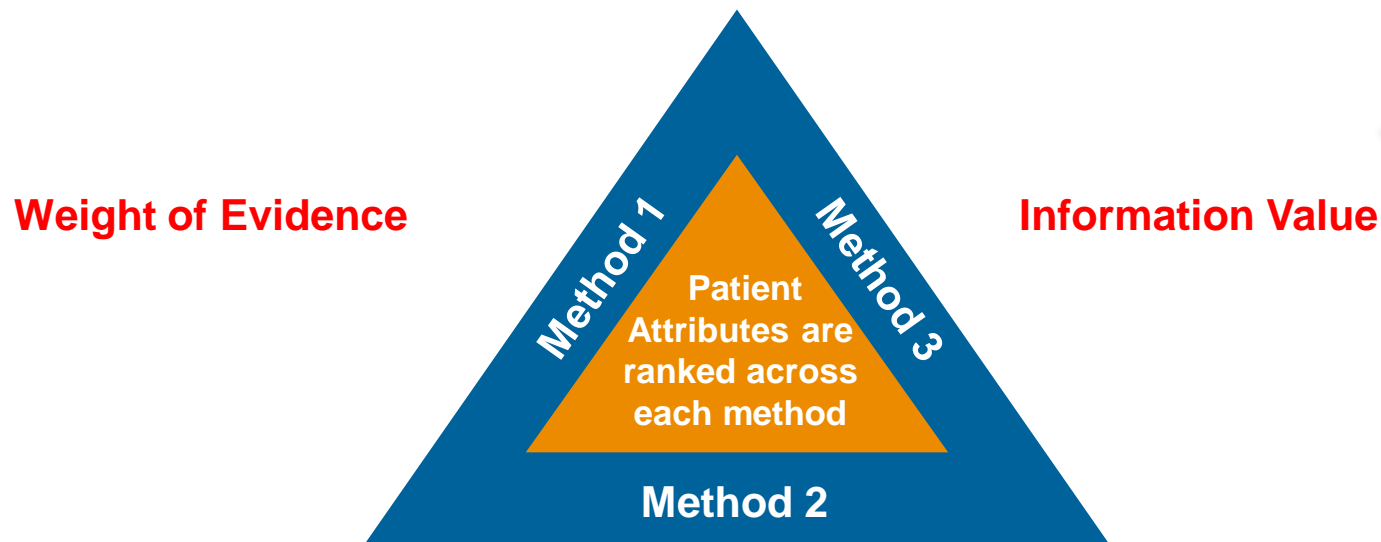 Weight of Evidence
Information Value
Method 1
Method 3
Patient
Attributes are
ranked across
each method
Method 2